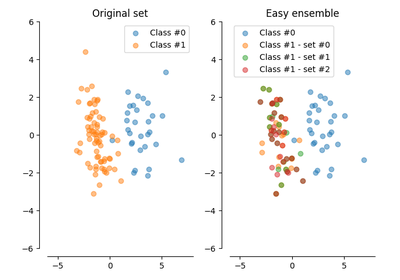 Original set
Easy ensemble
6
4
2
0
−2
−4
−6
Class #0
Class #1
−5
0
5
6
4
2
0
−2
−4
−6
Class #0
Class #1 - set #0
Class #1 - set #1
Class #1 - set #2
−5
0
5